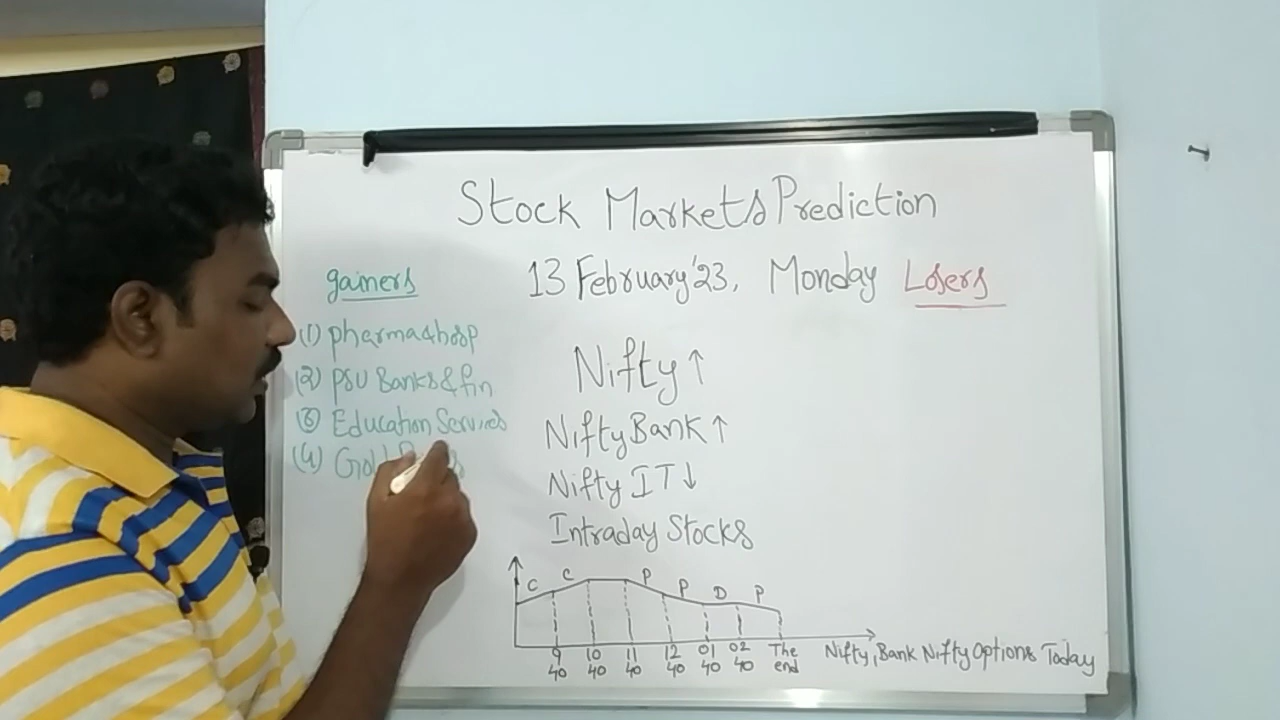 Stock Markets Prediction
13 February'23, Monday
gainers
(1) pharma&hosp
(2) PSU Banks&fin
(3) Education Services
(4) Gold
Losers
Nifty ↑
Nifty Bank ↑
Nifty IT ↓
Intraday Stocks
C C P P D P
9 40 10 40 11 40 12 40 01 40 02 40 The end
Nifty, Bank Nifty Options Today